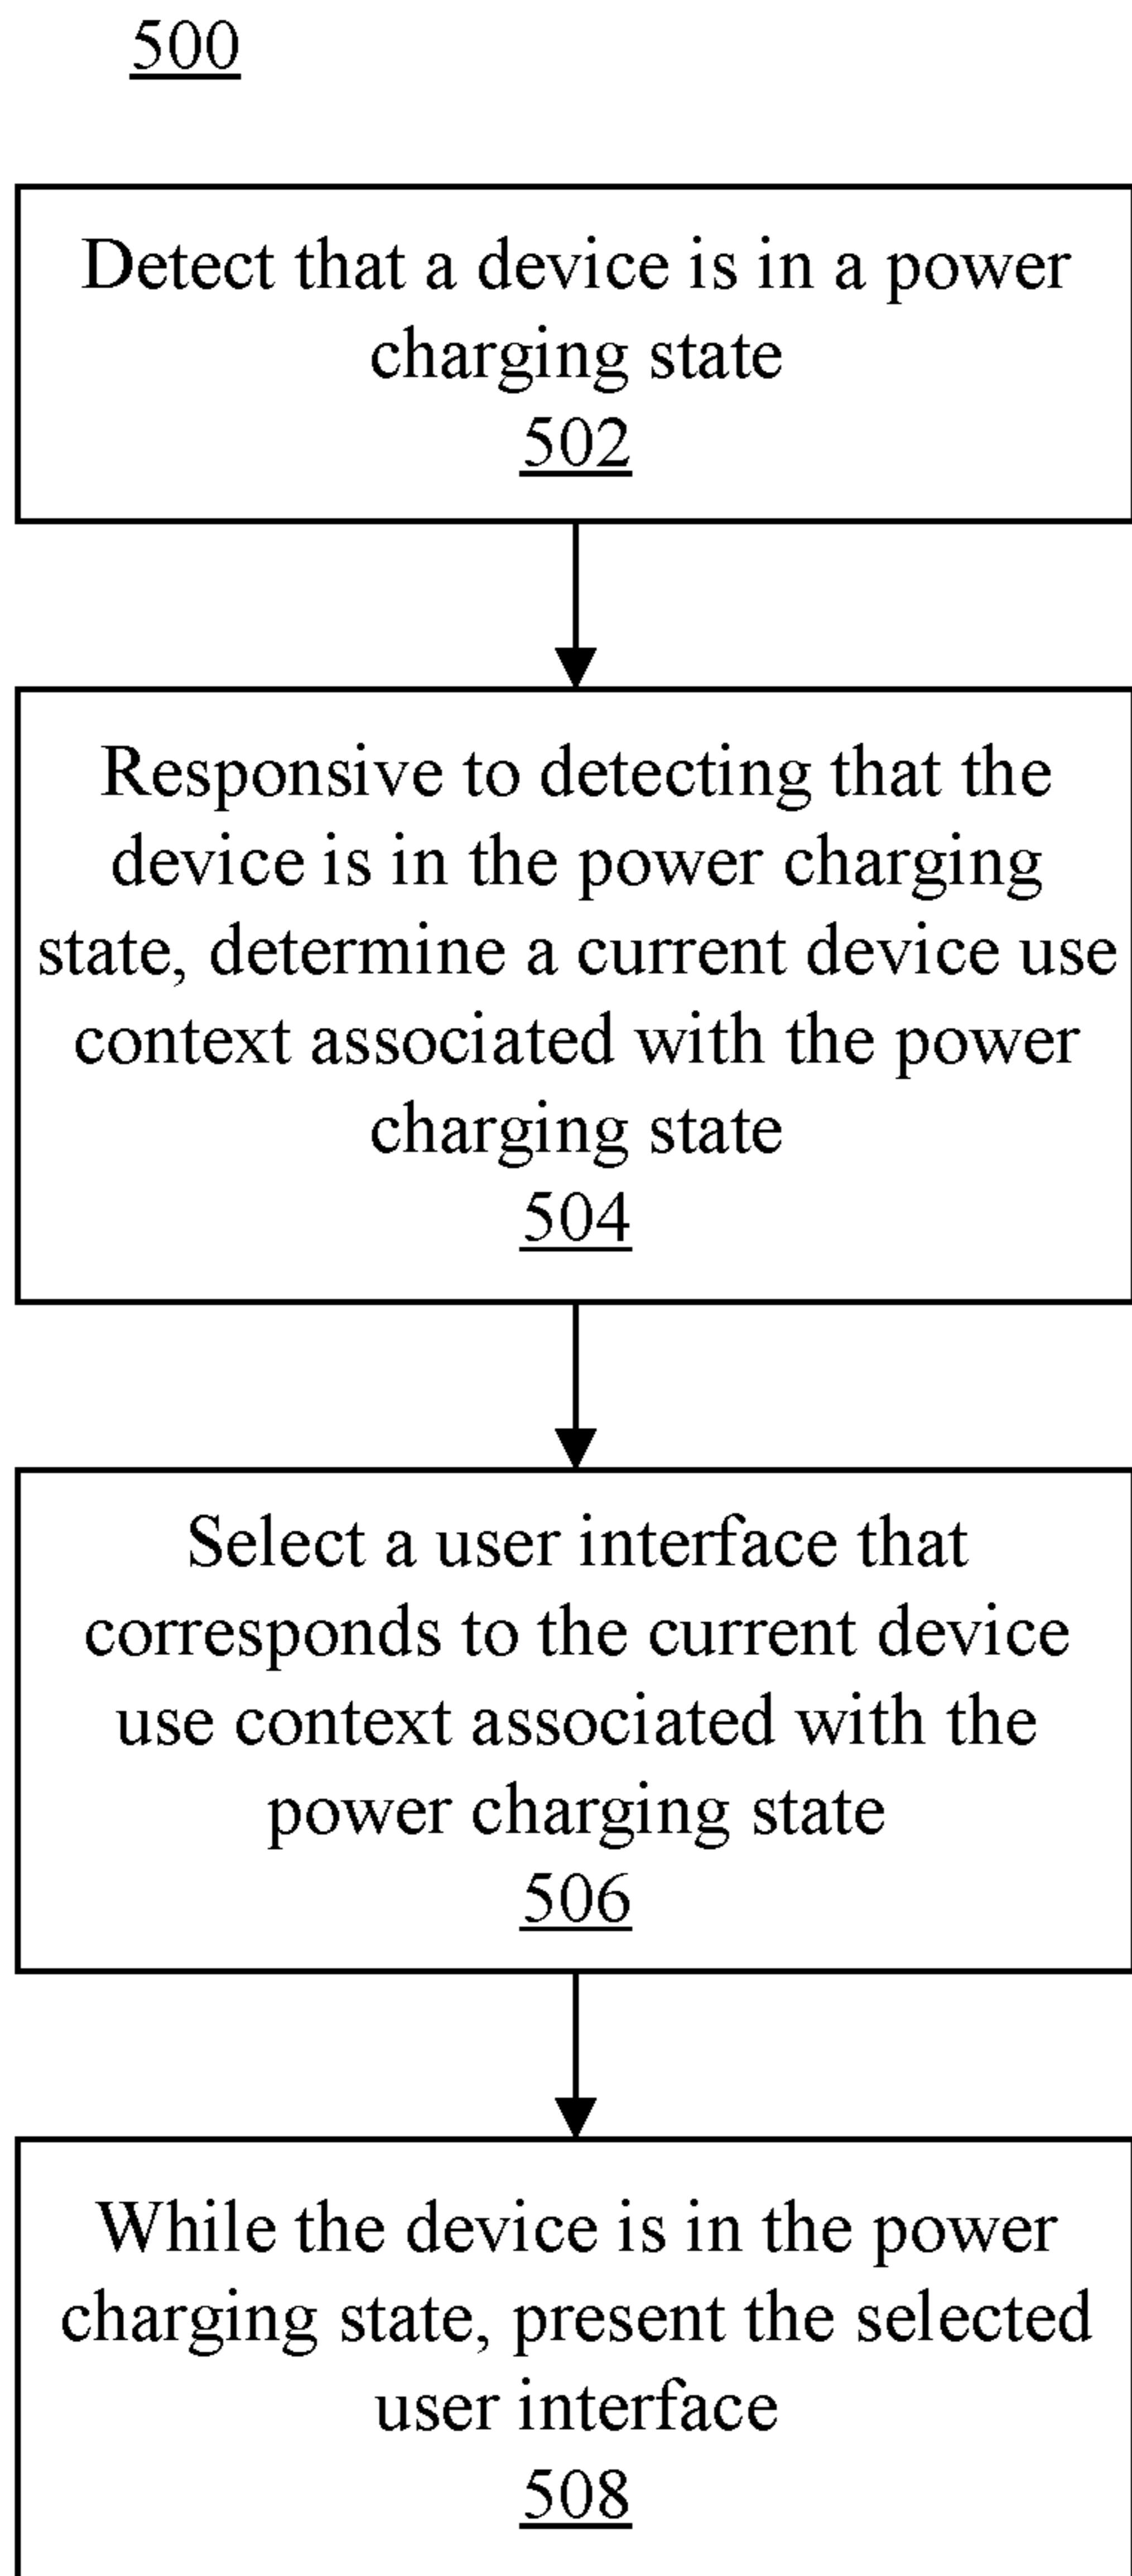 500
Detect that a device is in a power
charging state
502
Responsive to detecting that the
device is in the power charging
state, determine a current device use
context associated with the power
charging state
504
Select a user interface that
corresponds to the current device
use context associated with the
power charging state
506
While the device is in the power
charging state, present the selected
user interface
508